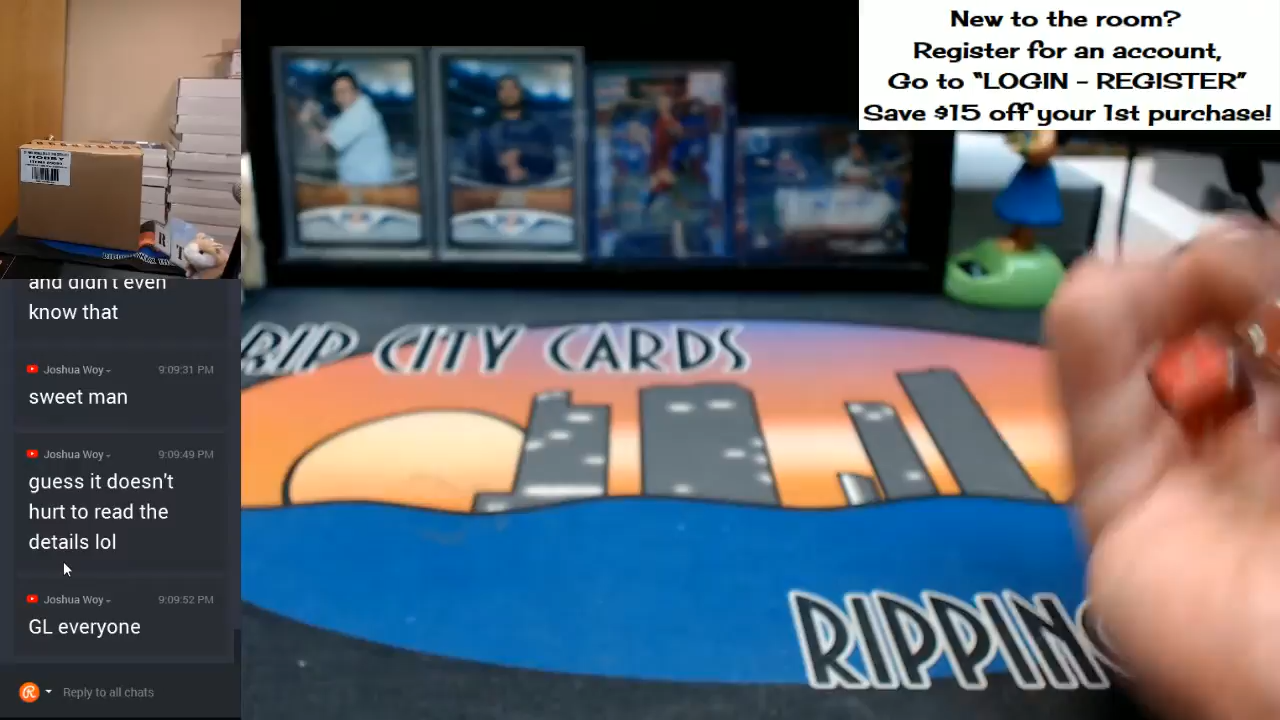 New to the room?
Register for an account,
Go to “LOGIN - REGISTER”
Save $15 off your 1st purchase!
HOBBY
and didn't even
know that
Joshua Woy
9:09:31 PM
sweet man
Joshua Woy
9:09:49 PM
guess it doesn't
hurt to read the
details lol
Joshua Woy
9:09:52 PM
GL everyone
Reply to all chats
RIP CITY CARDS
RIPPIN